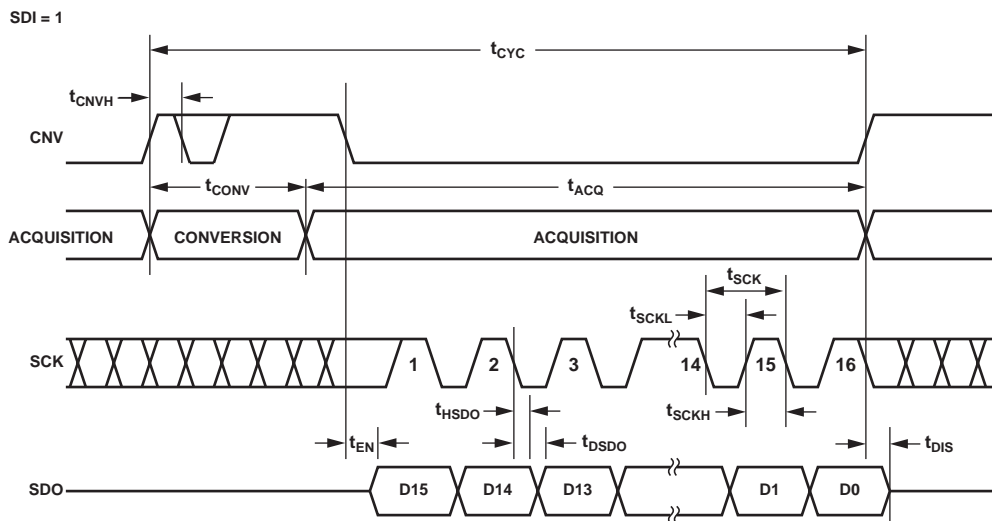 SDI = 1
tCYC
tCNVH
CNV
tCONV
tACQ
ACQUISITION
CONVERSION
ACQUISITION
tSCK
tSCKL
SCK
1
2
3
14
15
16
tHSDO
tSCKH
tEN
tDSDO
tDIS
SDO
D15
D14
D13
D1
D0